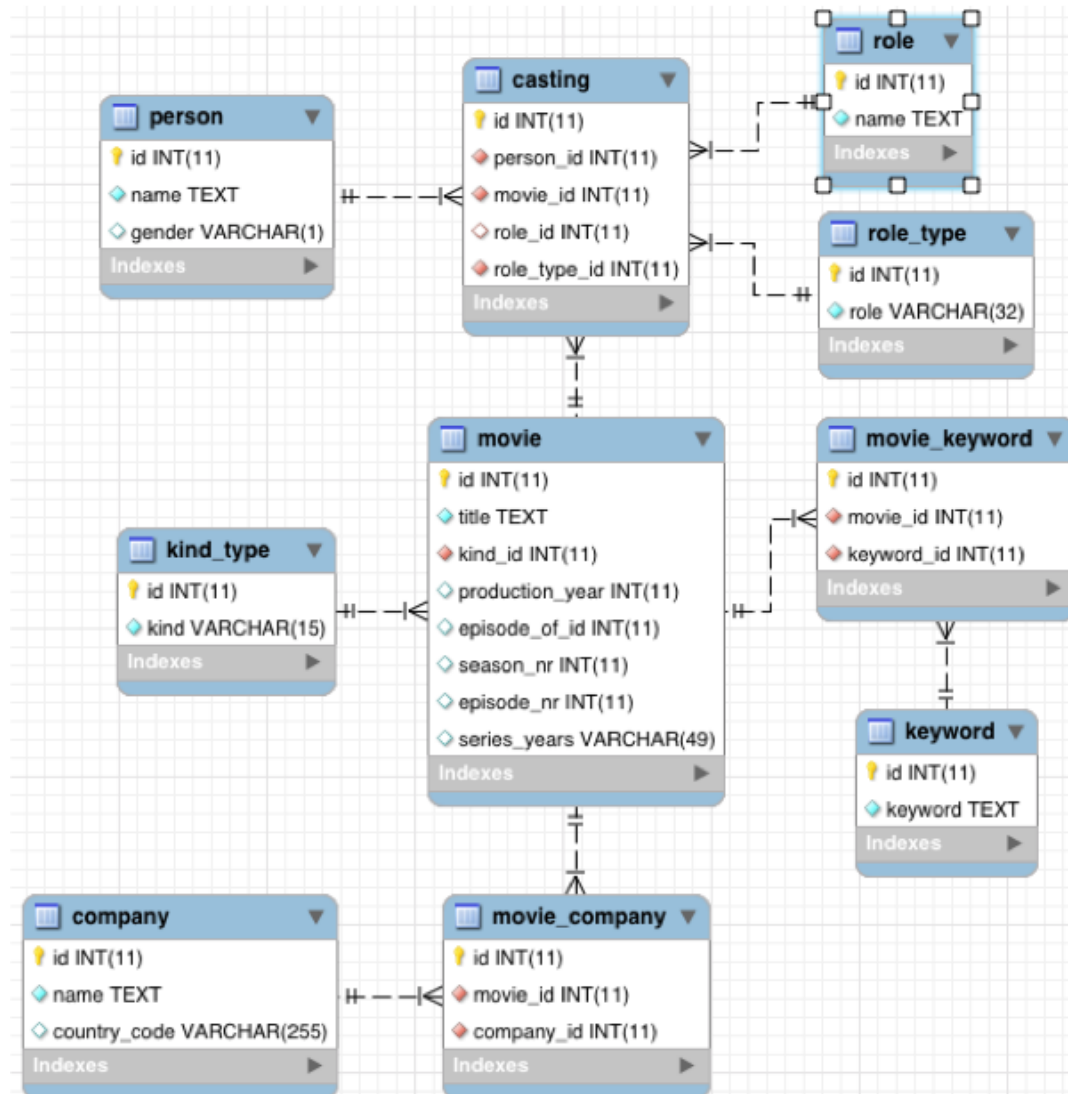 person
id INT(11)
name TEXT
gender VARCHAR(1)
Indexes
casting
id INT(11)
person_id INT(11)
movie_id INT(11)
role_id INT(11)
role_type_id INT(11)
Indexes
role
id INT(11)
name TEXT
Indexes
role_type
id INT(11)
role VARCHAR(32)
Indexes
kind_type
id INT(11)
kind VARCHAR(15)
Indexes
movie
id INT(11)
title TEXT
kind_id INT(11)
production_year INT(11)
episode_of_id INT(11)
season_nr INT(11)
episode_nr INT(11)
series_years VARCHAR(49)
Indexes
movie_keyword
id INT(11)
movie_id INT(11)
keyword_id INT(11)
Indexes
keyword
id INT(11)
keyword TEXT
Indexes
company
id INT(11)
name TEXT
country_code VARCHAR(255)
Indexes
movie_company
id INT(11)
movie_id INT(11)
company_id INT(11)
Indexes